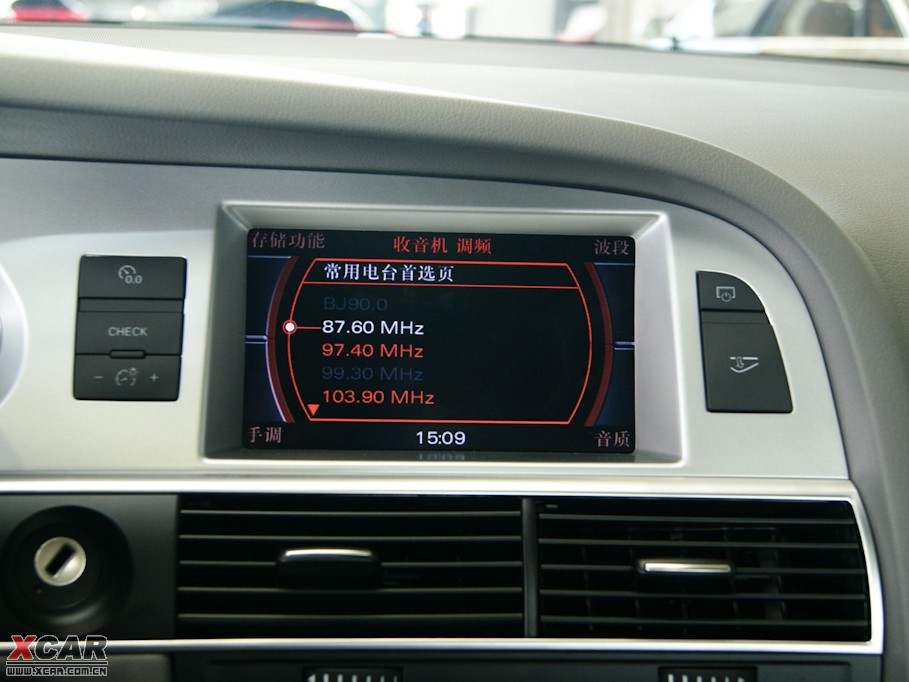 存储功能
收音机 调频
波段
常用电台首选页
BJ90.0
87.60 MHz
97.40 MHz
99.30 MHz
103.90 MHz
手调
15:09
音质
0.0
CHECK
- +
XCAR
WWW.XCAR.COM.CN